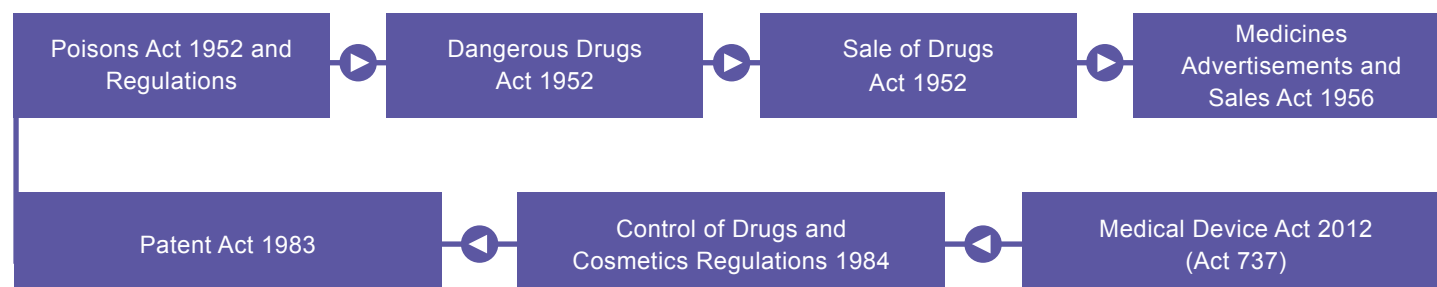 Poisons Act 1952 and
Regulations
Dangerous Drugs
Act 1952
Sale of Drugs
Act 1952
Medicines
Advertisements and
Sales Act 1956
Patent Act 1983
Control of Drugs and
Cosmetics Regulations 1984
Medical Device Act 2012
(Act 737)